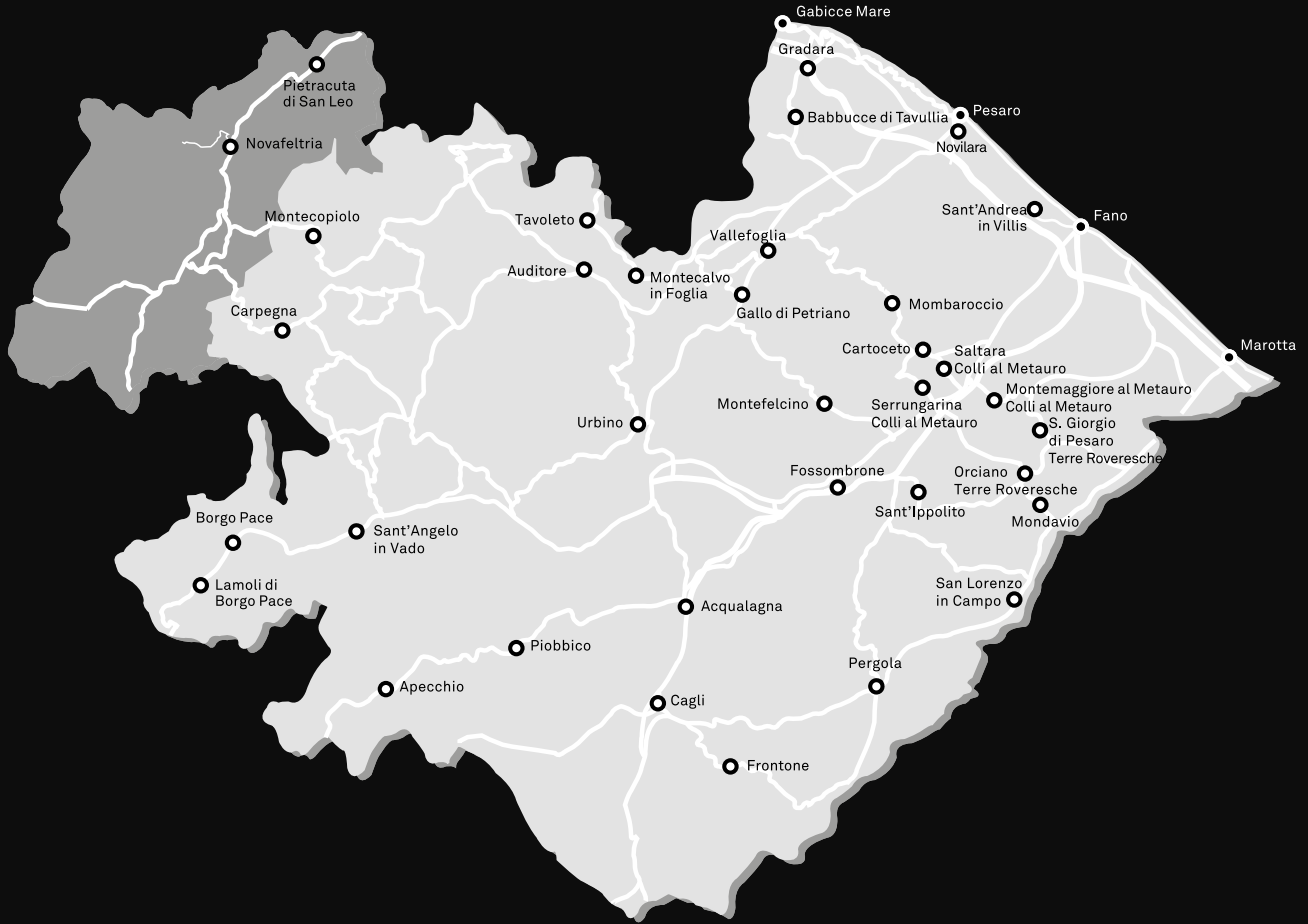 Gabicce Mare
Gradara
Pietracuta
di San Leo
Babbucce di Tavullia
Pesaro
Novilara
Novafeltria
Montecopiolo
Tavoleto
Sant'Andrea
in Villis
Fano
Vallefoglia
Auditore
Montecalvo
in Foglia
Gallo di Petriano
Mombaroccio
Carpegna
Cartoceto
Saltara
Colli al Metauro
Marotta
Montefelcino
Serrungarina
Colli al Metauro
Montemaggiore al Metauro
Colli al Metauro
Urbino
S. Giorgio
di Pesaro
Terre Roveresche
Fossombrone
Orciano
Terre Roveresche
Sant'Ippolito
Mondavio
Borgo Pace
Sant'Angelo
in Vado
Lamoli di
Borgo Pace
San Lorenzo
in Campo
Acqualagna
Piobbico
Pergola
Apecchio
Cagli
Frontone